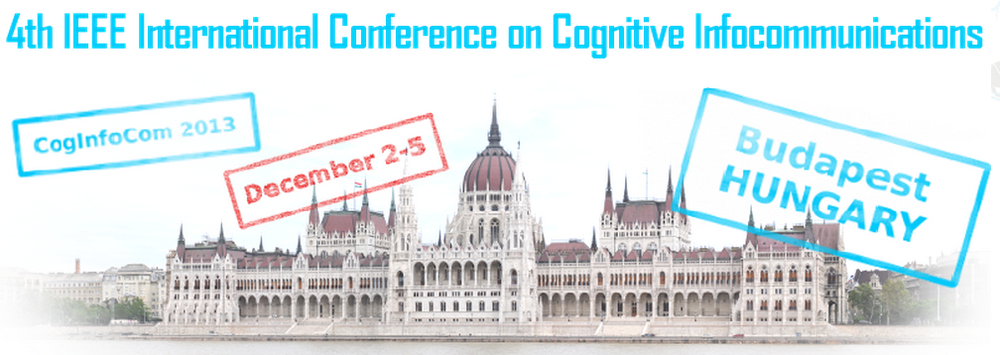 4th IEEE International Conference on Cognitive Infocommunications
CogInfoCom 2013
December 2-5
Budapest
HUNGARY